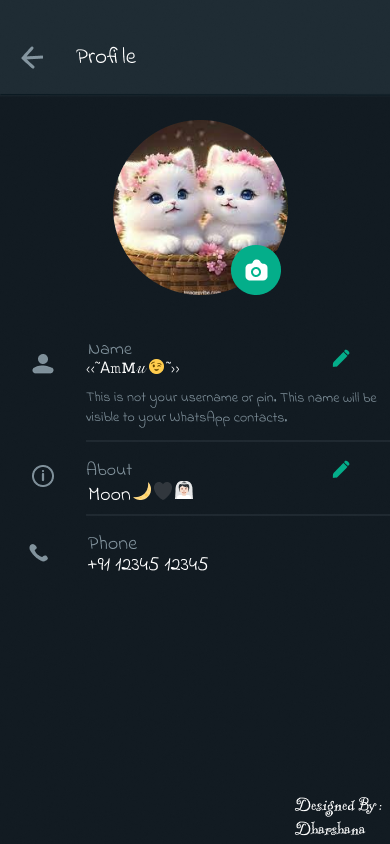 Profile
Name
‹‹˜AmMu😉˜››
This is not your username or pin. This name will be
visible to your WhatsApp contacts.
About
Moon🌙🖤👰🏻
Phone
+91 12345 12345
Designed By :
Dharshana